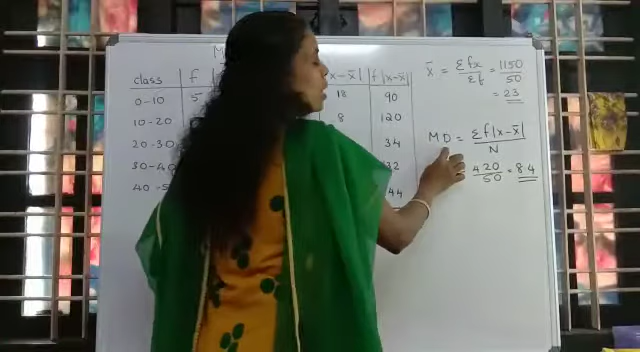 M
class f x-x̄| f|x-x̄|
0-10 5 18 90
10-20 8 120
20-30 34
30-40 32
40-5 44
x̄ = Σfx/Σf = 1150/50
= 23
MD = Σf|x-x̄|/N
420/50 = 8.4